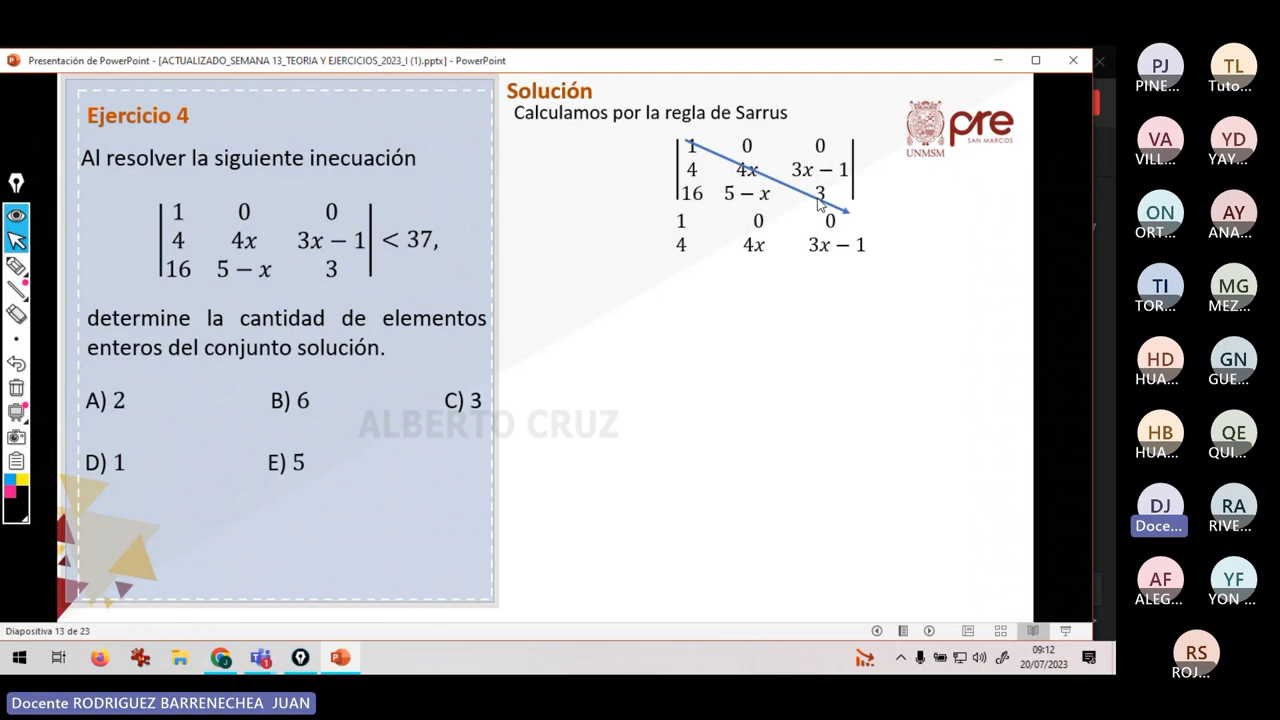 Presentación de PowerPoint - [ACTUALIZADO_SEMANA 13_TEORIA Y EJERCICIOS_2023_I (1).pptx] - PowerPoint
Ejercicio 4
Al resolver la siguiente inecuación
1 0 0
4 4x 3x − 1 < 37,
16 5 − x 3
determine la cantidad de elementos
enteros del conjunto solución.
A) 2 B) 6 C) 3
D) 1 E) 5
Solución
Calculamos por la regla de Sarrus
1 0 0
4 4x 3x − 1
16 5 − x 3
1 0 0
4 4x 3x − 1
UNMSM
pre
SAN MARCOS
ALBERTO CRUZ
Diapositiva 13 de 23
09:12
20/07/2023
Docente RODRIGUEZ BARRENECHEA JUAN
PJ
PINE...
TL
Tuto...
VA
VILL...
YD
YAY...
ON
ORT...
AY
ANA...
TI
TOR...
MG
MEZ...
HD
HUA...
GN
GUE...
HB
HUA...
QE
QUI...
DJ
Doce...
RA
RIVE...
AF
ALEG...
YF
YON ...
RS
ROJ...